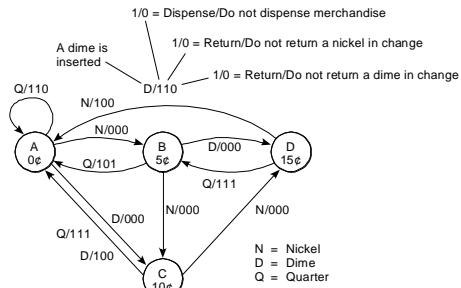 1/0 = Dispense/Do not dispense merchandise
A dime is
inserted
1/0 = Return/Do not return a nickel in change
D/110
1/0 = Return/Do not return a dime in change
Q/110
N/100
N/000
D/000
A
0¢
B
5¢
D
15¢
Q/101
Q/111
D/000
N/000
N/000
Q/111
D/100
C
10¢
N = Nickel
D = Dime
Q = Quarter